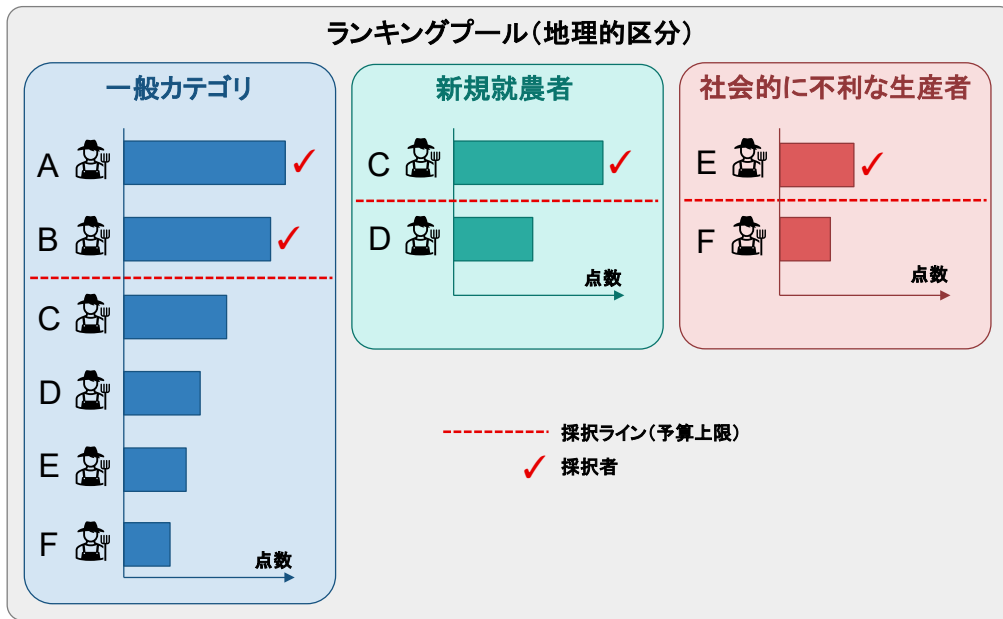 ランキングプール(地理的区分)
一般カテゴリ
A
B
C
D
E
F
点数
新規就農者
C
D
点数
社会的に不利な生産者
E
F
点数
採択ライン(予算上限)
採択者